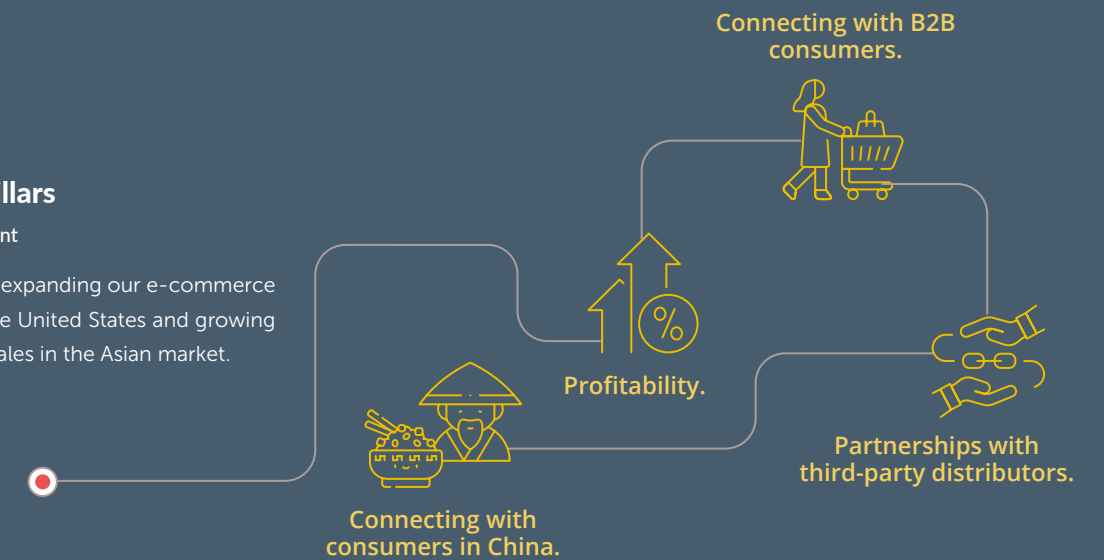 Connecting with B2B
consumers.
illars
nt
expanding our e-commerce
e United States and growing
ales in the Asian market.
%
Profitability.
Partnerships with
third-party distributors.
Connecting with
consumers in China.